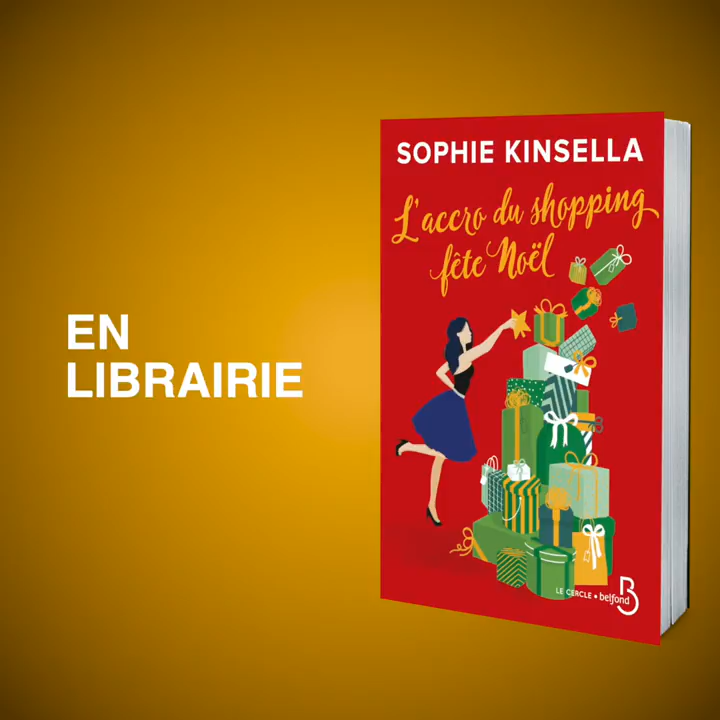 EN
LIBRAIRIE
SOPHIE KINSELLA
L'accro du shopping
fête Noël
LE CERCLE • belfond
B